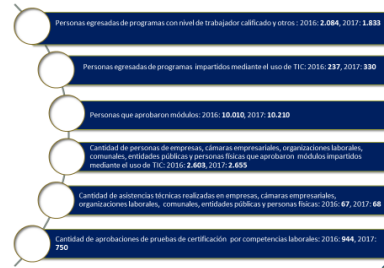 Personas egresadas de programas con nivel de trabajador calificado y otros : 2016: 2.084, 2017: 1.833
Personas egresadas de programas impartidos mediante el uso de TIC: 2016: 237, 2017: 330
Personas que aprobaron módulos: 2016: 10.010, 2017: 10.210
Cantidad de personas de empresas, cámaras empresariales, organizaciones laborales,
comunales, entidades públicas y personas físicas que aprobaron módulos impartidos
mediante el uso de TIC: 2016: 2.603, 2017: 2.655
Cantidad de asistencias técnicas realizadas en empresas, cámaras empresariales,
organizaciones laborales, comunales, entidades públicas y personas físicas: 2016: 67, 2017: 68
Cantidad de aprobaciones de pruebas de certificación por competencias laborales: 2016: 944, 2017:
750